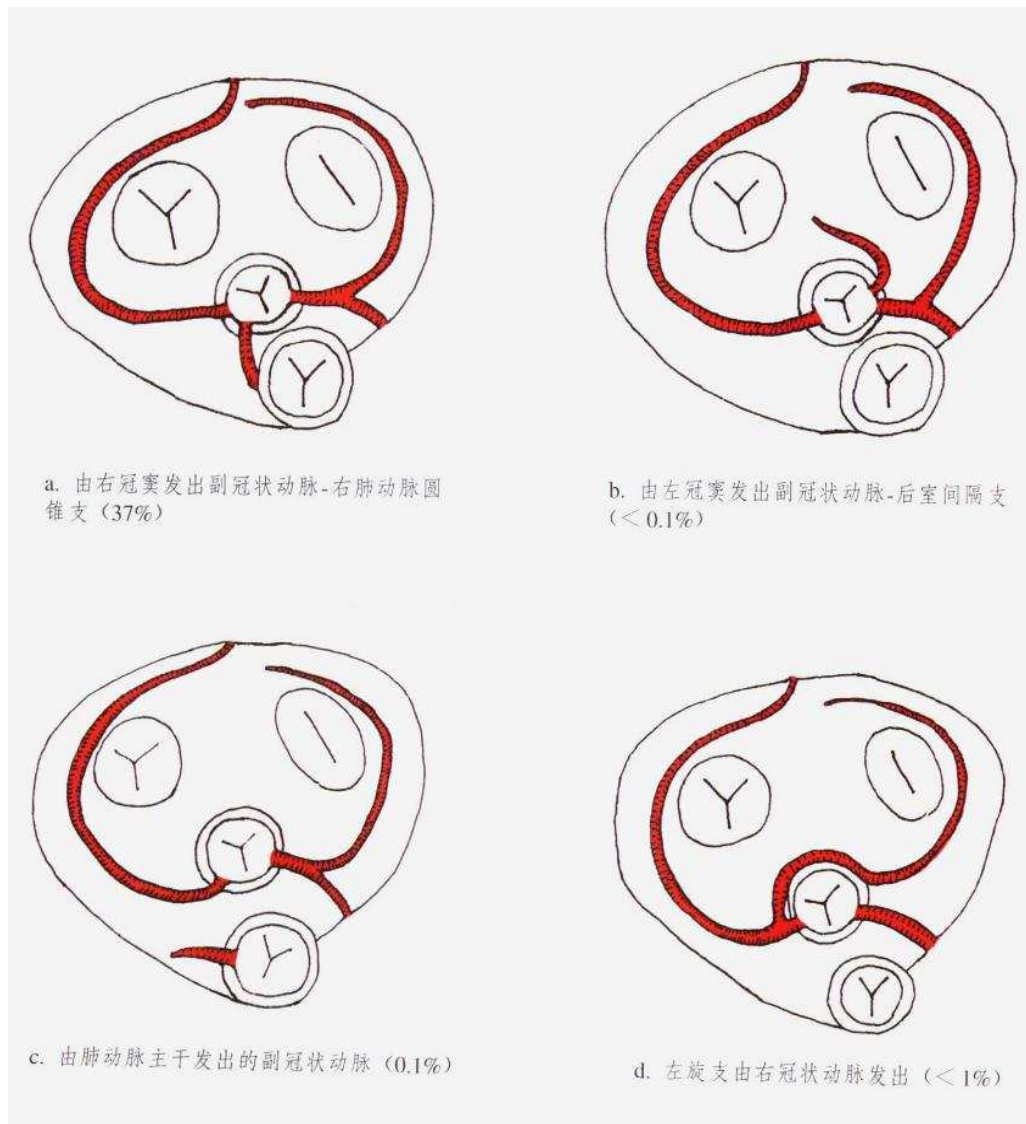 a. 由右冠窦发出副冠状动脉-右肺动脉圆
锥支（37%）
b. 由左冠窦发出副冠状动脉-后室间隔支
（＜0.1%）
c. 由肺动脉主干发出的副冠状动脉（0.1%）
d. 左旋支由右冠状动脉发出（＜1%）